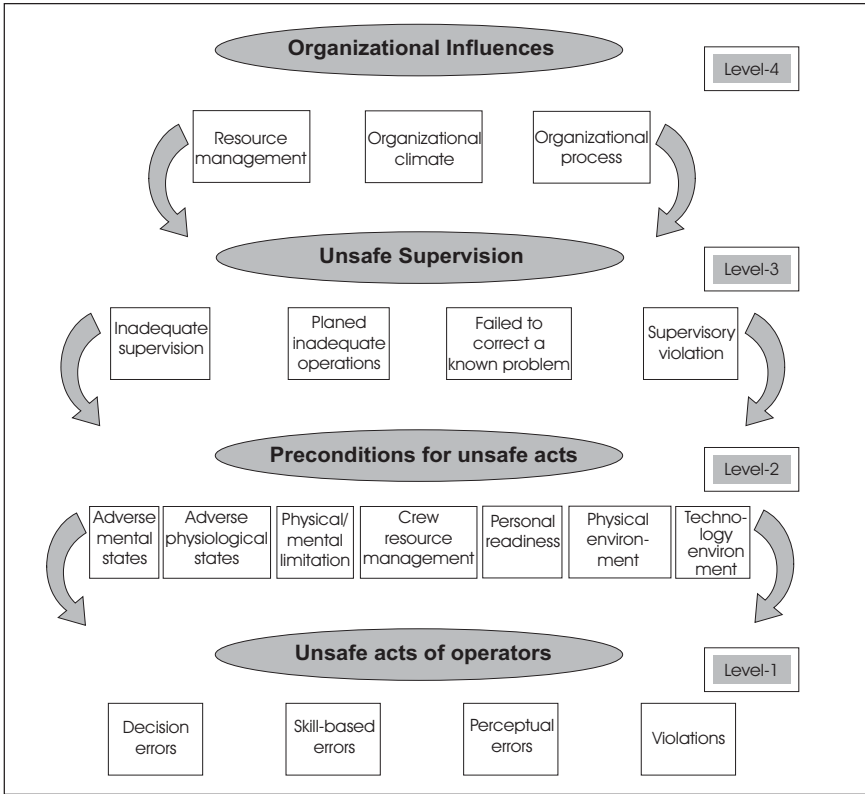 Organizational Influences
Level-4
Resource
management
Organizational
climate
Organizational
process
Unsafe Supervision
Level-3
Inadequate
supervision
Planed
inadequate
operations
Failed to
correct a
known problem
Supervisory
violation
Preconditions for unsafe acts
Level-2
Adverse
mental
states
Adverse
physiological
states
Physical/
mental
limitation
Crew
resource
management
Personal
readiness
Physical
environ-
ment
Techno-
logy
environ
ment
Unsafe acts of operators
Level-1
Decision
errors
Skill-based
errors
Perceptual
errors
Violations